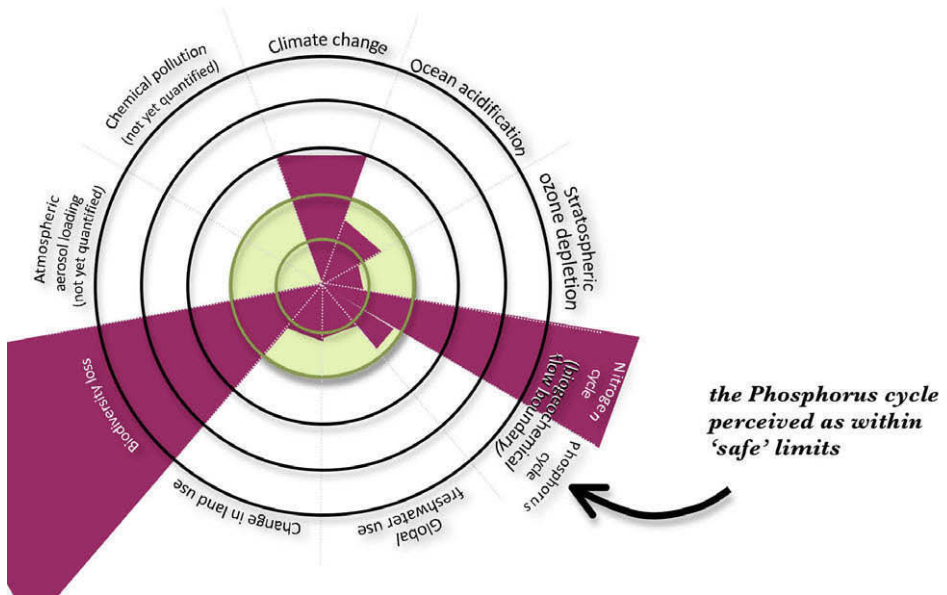 Climate change
Ocean acidification
Stratospheric
ozone depletion
Nitrogen
cycle
(biogeochemical
flow boundary)
Phosphorus
cycle
Global
freshwater use
Change in land use
Biodiversity loss
Atmospheric
aerosol loading
(not yet quantified)
Chemical pollution
(not yet quantified)
the Phosphorus cycle
perceived as within
‘safe’ limits